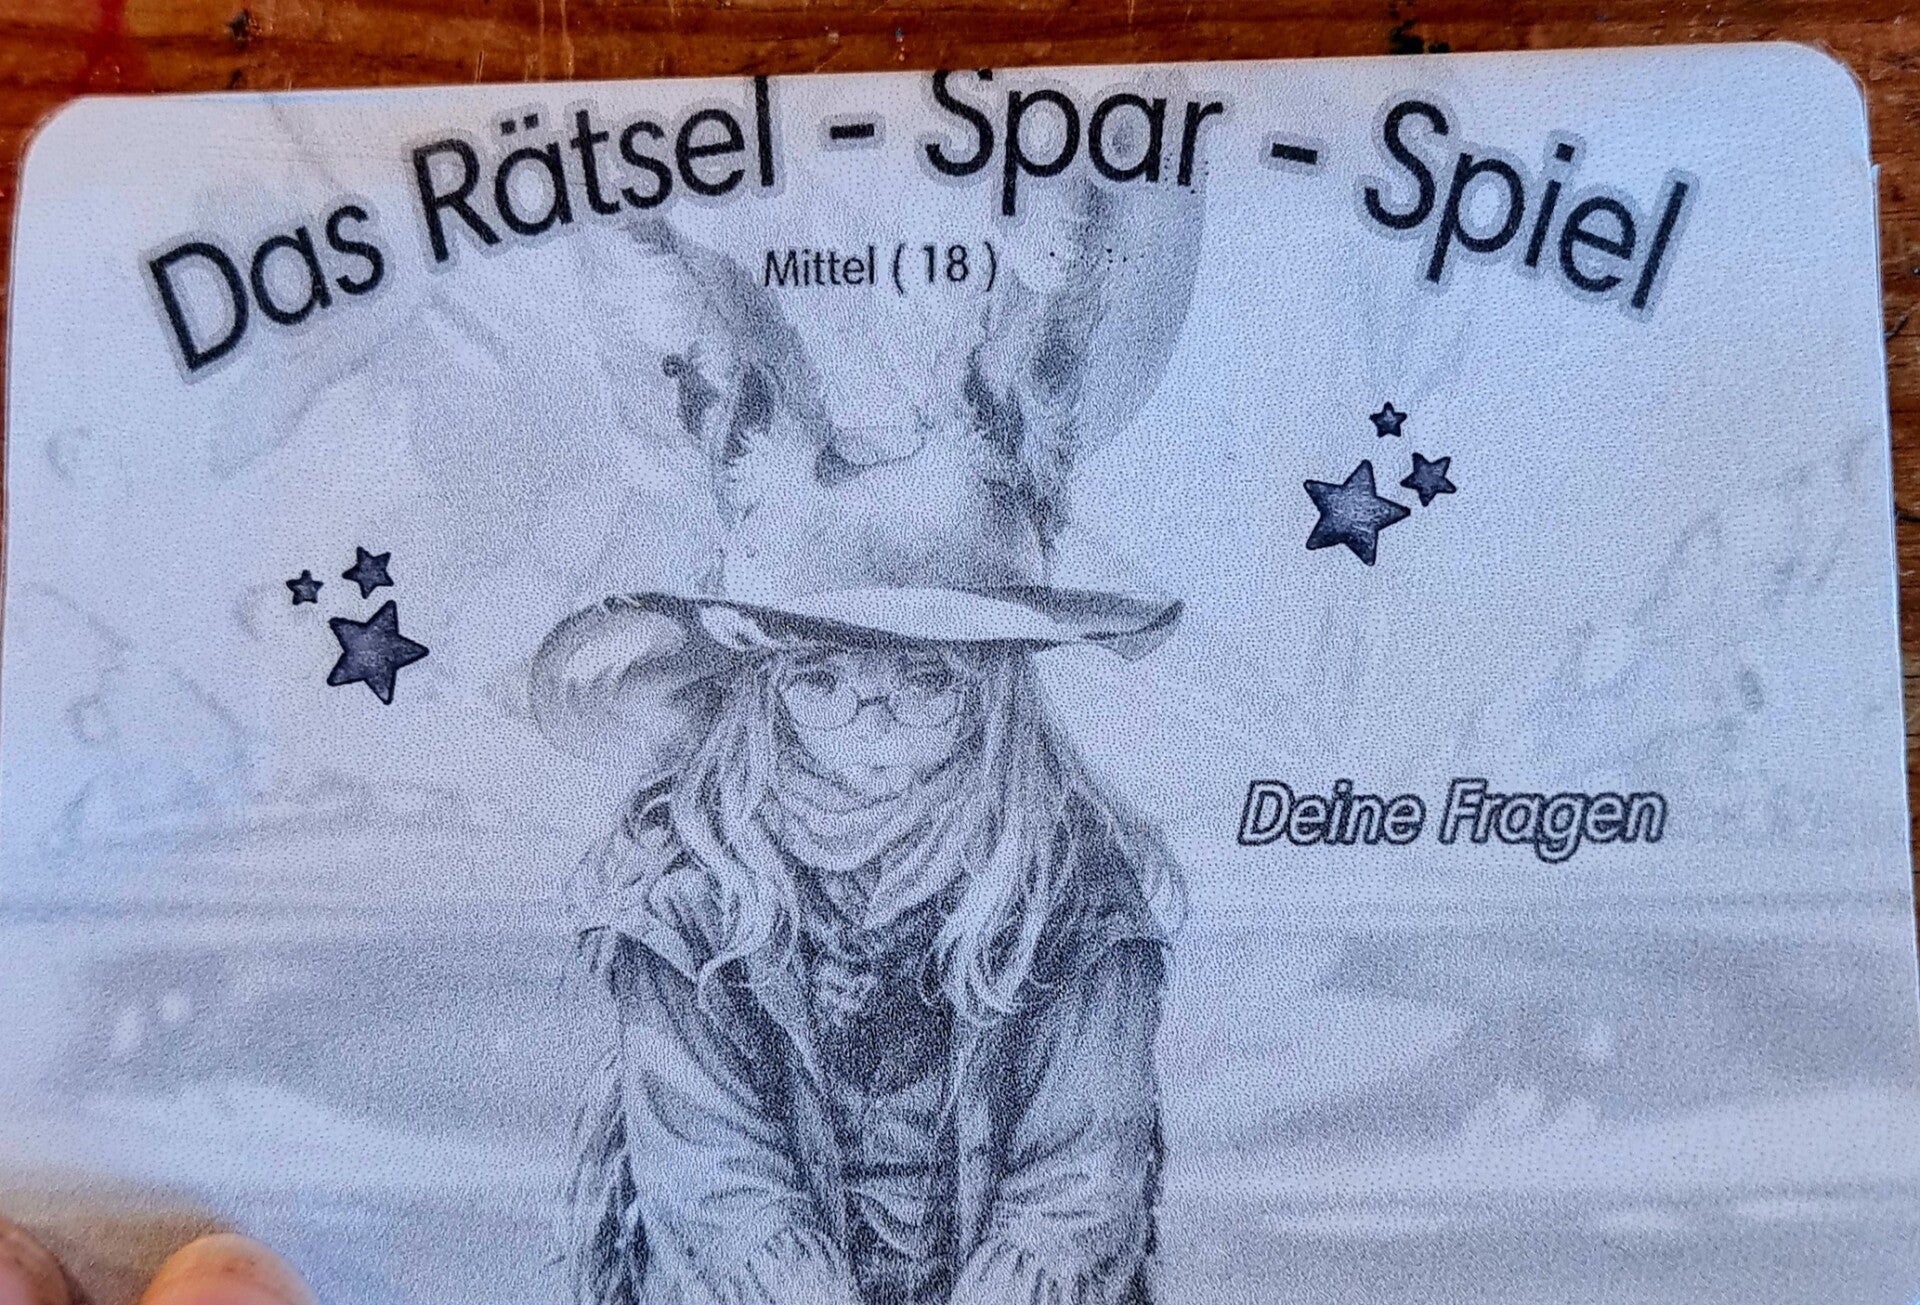 Das Rätsel - Spar - Spiel
Mittel ( 18 )
Deine Fragen